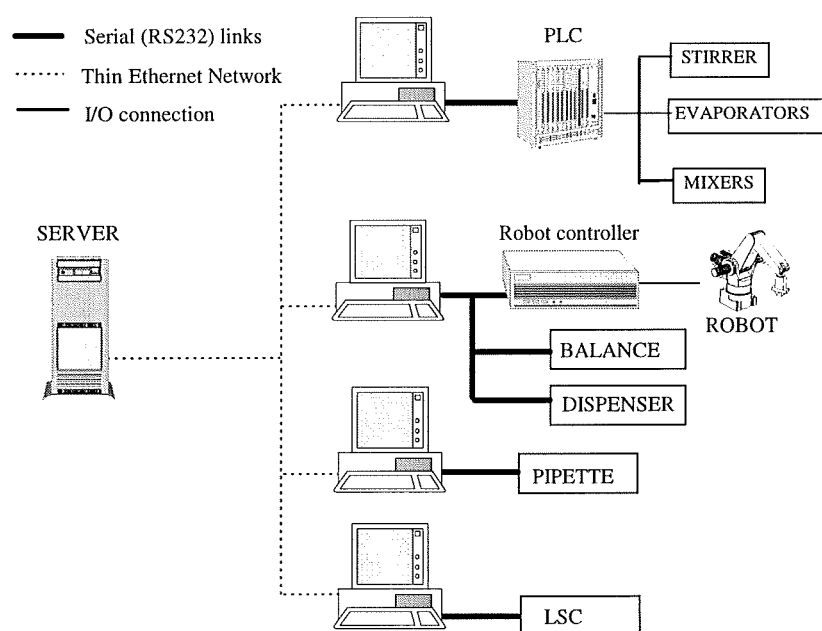 Serial (RS232) links
Thin Ethernet Network
I/O connection
PLC
STIRRER
EVAPORATORS
MIXERS
SERVER
Robot controller
ROBOT
BALANCE
DISPENSER
PIPETTE
LSC